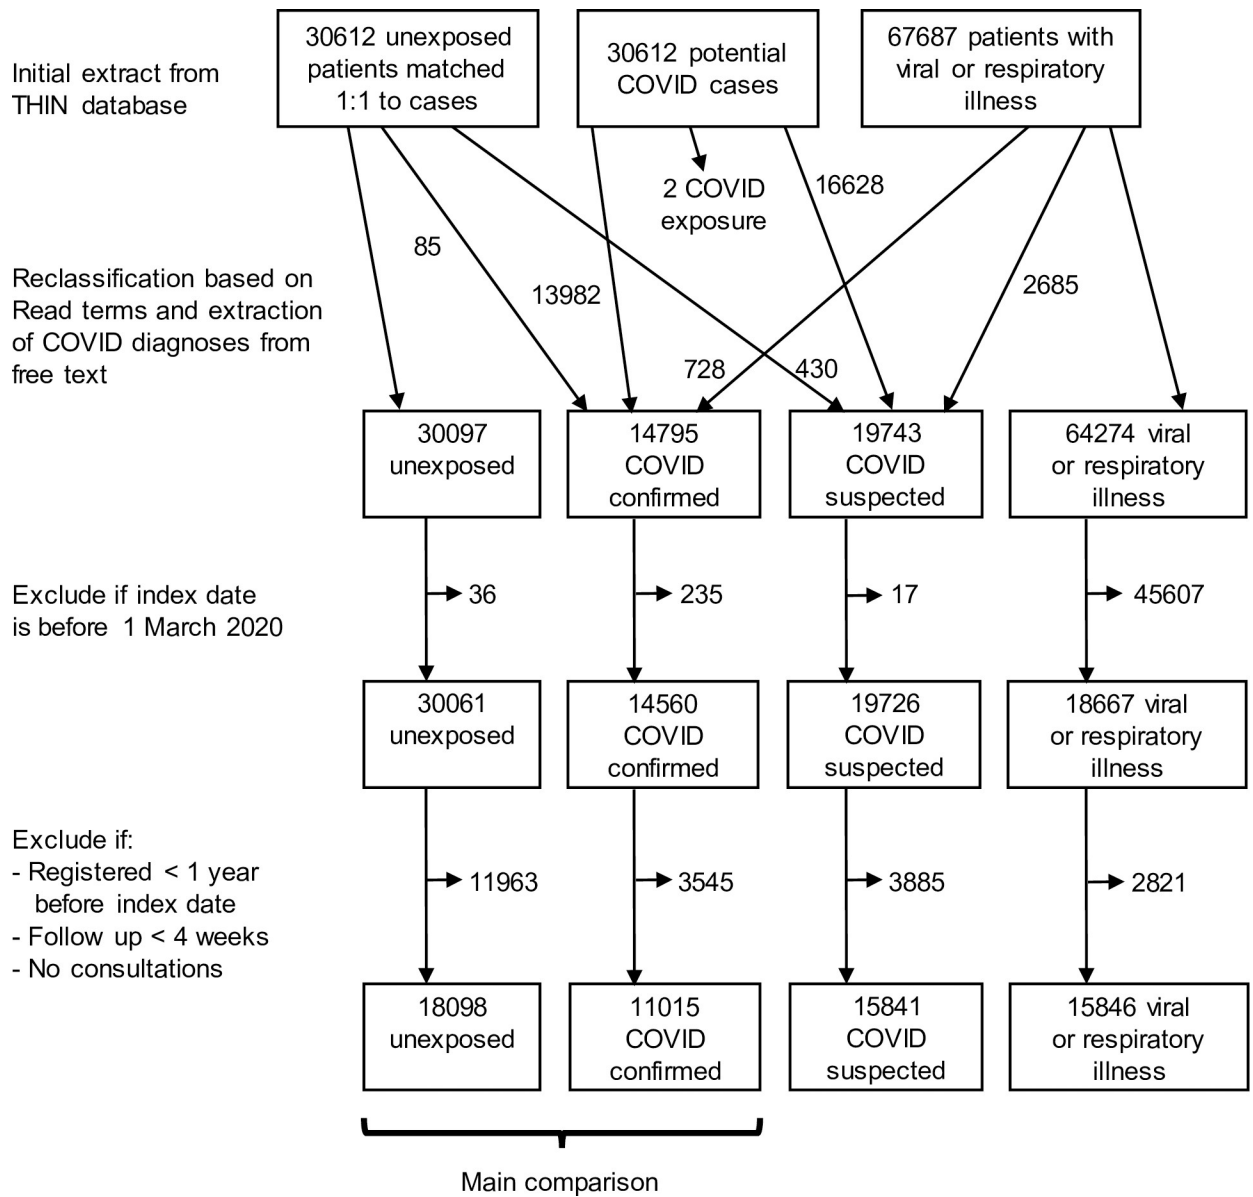 Initial extract from
THIN database
30612 unexposed
patients matched
1:1 to cases
30612 potential
COVID cases
67687 patients with
viral or respiratory
illness
2 COVID
exposure
16628
85
13982
2685
728
430
Reclassification based on
Read terms and extraction
of COVID diagnoses from
free text
30097
unexposed
14795
COVID
confirmed
19743
COVID
suspected
64274 viral
or respiratory
illness
Exclude if index date
is before 1 March 2020
36
235
17
45607
30061
unexposed
14560
COVID
confirmed
19726
COVID
suspected
18667 viral
or respiratory
illness
Exclude if:
- Registered < 1 year
before index date
- Follow up < 4 weeks
- No consultations
11963
3545
3885
2821
18098
unexposed
11015
COVID
confirmed
15841
COVID
suspected
15846 viral
or respiratory
illness
Main comparison